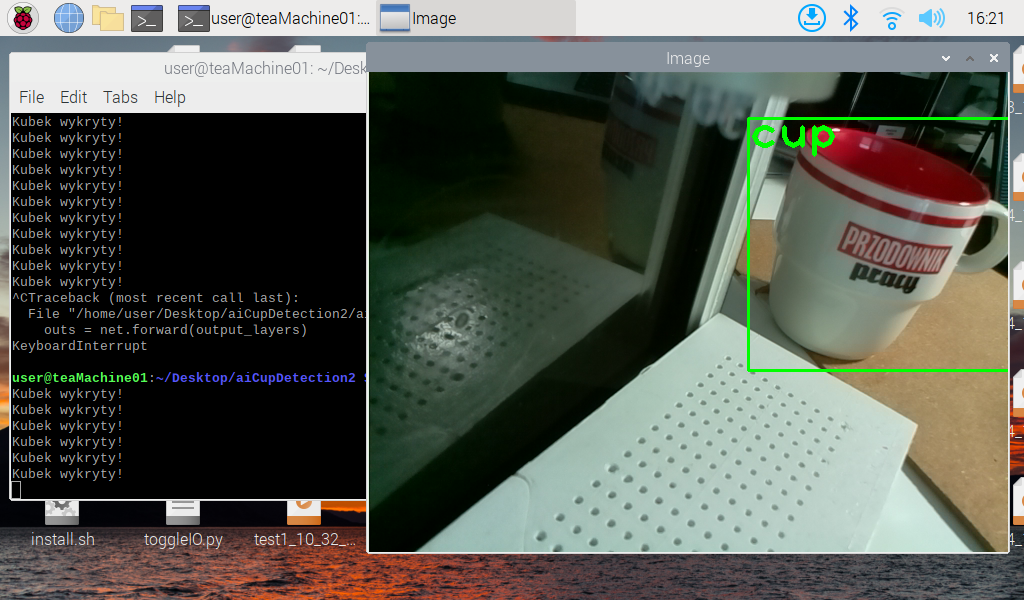 user@teaMachine01:...
Image
16:21
user@teaMachine01: ~/Desk
File Edit Tabs Help
Kubek wykryty!
Kubek wykryty!
Kubek wykryty!
Kubek wykryty!
Kubek wykryty!
Kubek wykryty!
Kubek wykryty!
Kubek wykryty!
Kubek wykryty!
Kubek wykryty!
Kubek wykryty!
^CTraceback (most recent call last):
File "/home/user/Desktop/aiCupDetection2/a
outs = net.forward(output_layers)
KeyboardInterrupt
user@teaMachine01:~/Desktop/aiCupDetection2 $
Kubek wykryty!
Kubek wykryty!
Kubek wykryty!
Kubek wykryty!
Kubek wykryty!
Kubek wykryty!
Image
cup
PRZODOWNIK
pracy
install.sh
toggleIO.py
test1_10_32_...